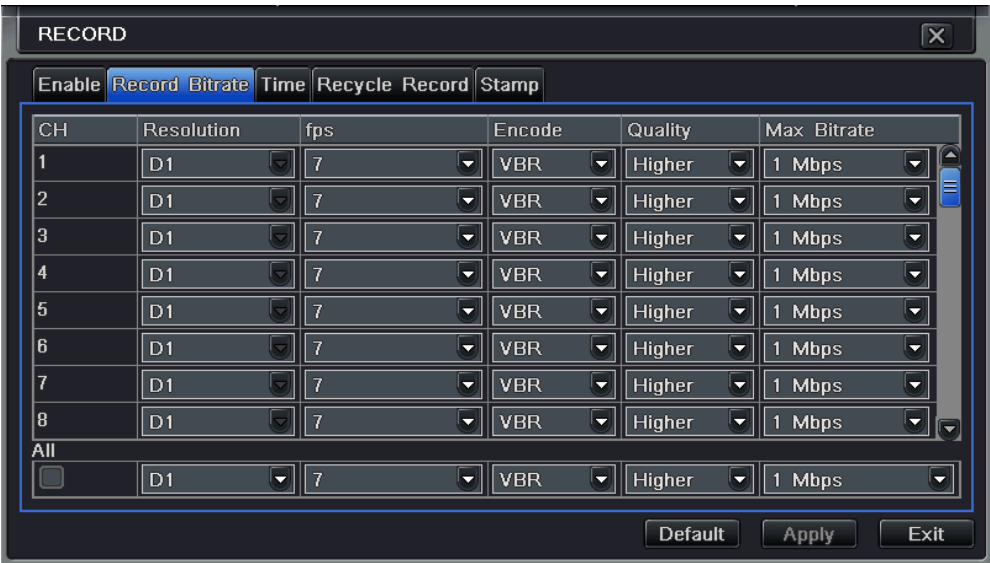 RECORD
Enable Record Bitrate Time Recycle Record Stamp
CH Resolution fps Encode Quality Max Bitrate
1 D1 7 VBR Higher 1 Mbps
2 D1 7 VBR Higher 1 Mbps
3 D1 7 VBR Higher 1 Mbps
4 D1 7 VBR Higher 1 Mbps
5 D1 7 VBR Higher 1 Mbps
6 D1 7 VBR Higher 1 Mbps
7 D1 7 VBR Higher 1 Mbps
8 D1 7 VBR Higher 1 Mbps
All
D1 7 VBR Higher 1 Mbps
Default Apply Exit